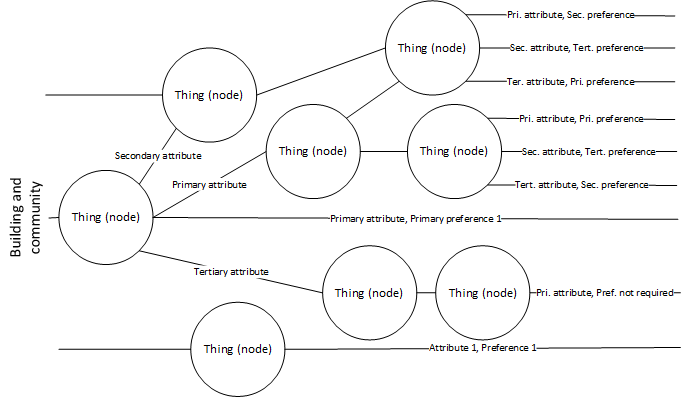 Pri. attribute, Sec. preference
Thing (node)
Sec. attribute, Tert. preference
Ter. attribute, Pri. preference
Thing (node)
Pri. attribute, Pri. preference
Secondary attribute
Thing (node)
Thing (node)
Sec. attribute, Tert. preference
Primary attribute
Tert. attribute, Sec. preference
Building and
community
Thing (node)
Primary attribute, Primary preference 1
Tertiary attribute
Thing (node)
Thing (node)
Pri. attribute, Pref. not required
Thing (node)
Attribute 1, Preference 1